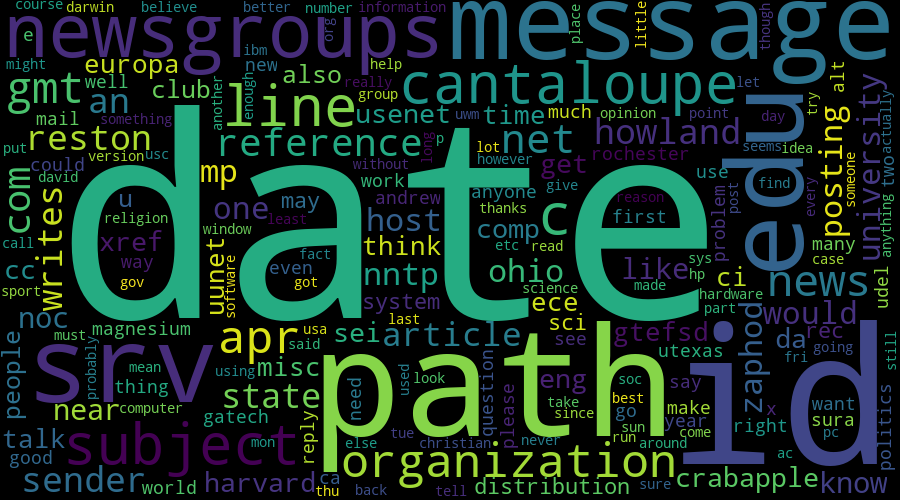 course darwin believe better number information
newsgroups message
e
org
place
little
though
eduge
might europa ibm new also help
really
cantaloupe let alt
gmt well an club another enough line group
usenet uwm time much opinion point day
try
posting
university
actually
com mail something
put reston reference p lot net howland seems idea
could version usc
david mp long however get rochester
without work anyone give use find
two
someone
every
writes u one may andrew
religion thanks reason problem post
date
call xref window host c comp first many
way least think etc read case
anything
cc gov uunet fact nntp ohio like sys
sport software even got science made hp ci news
system ece hardware part udel
noc last sci would
must magnesium apr usa sei article see gtefsd da rec
said fri going still
people srv probably path id
zaphod
using misc utexas
mean thing state need used look question eng soc say
please take best make want
near computer gatech since go year x sura
politics
talk subject mon reply tue christian never sun run come right pc
good else around ac
organization
sender world harvard ca thu back tell distribution sure crabapple know